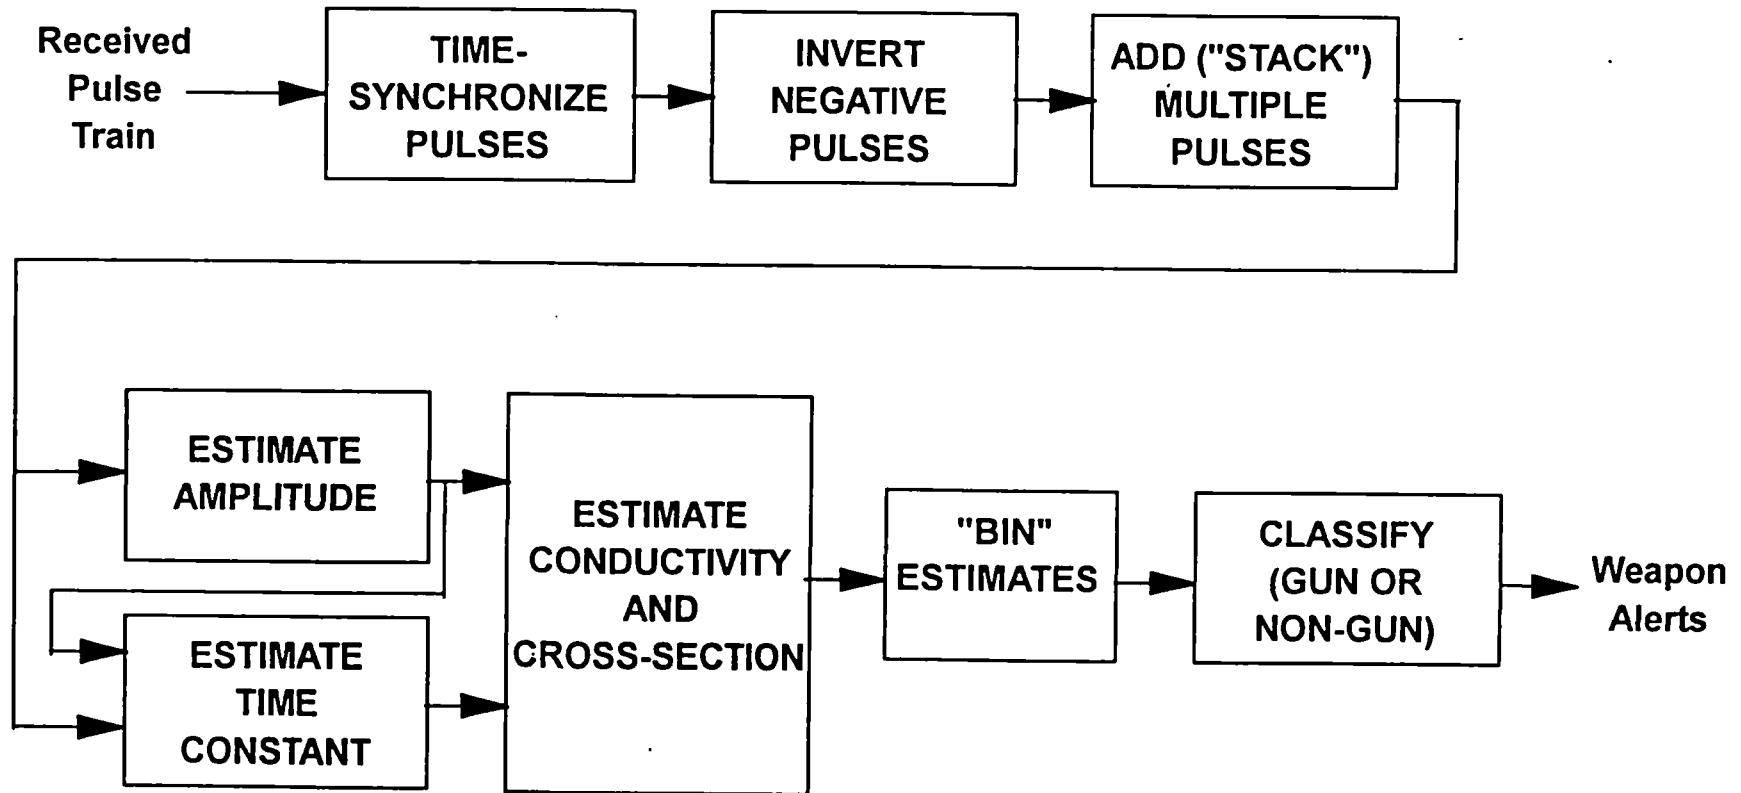 Received
Pulse
Train
TIME-
SYNCHRONIZE
PULSES
INVERT
NEGATIVE
PULSES
ADD ("STACK")
MULTIPLE
PULSES
ESTIMATE
AMPLITUDE
ESTIMATE
TIME
CONSTANT
ESTIMATE
CONDUCTIVITY
AND
CROSS-SECTION
"BIN"
ESTIMATES
CLASSIFY
(GUN OR
NON-GUN)
Weapon
Alerts